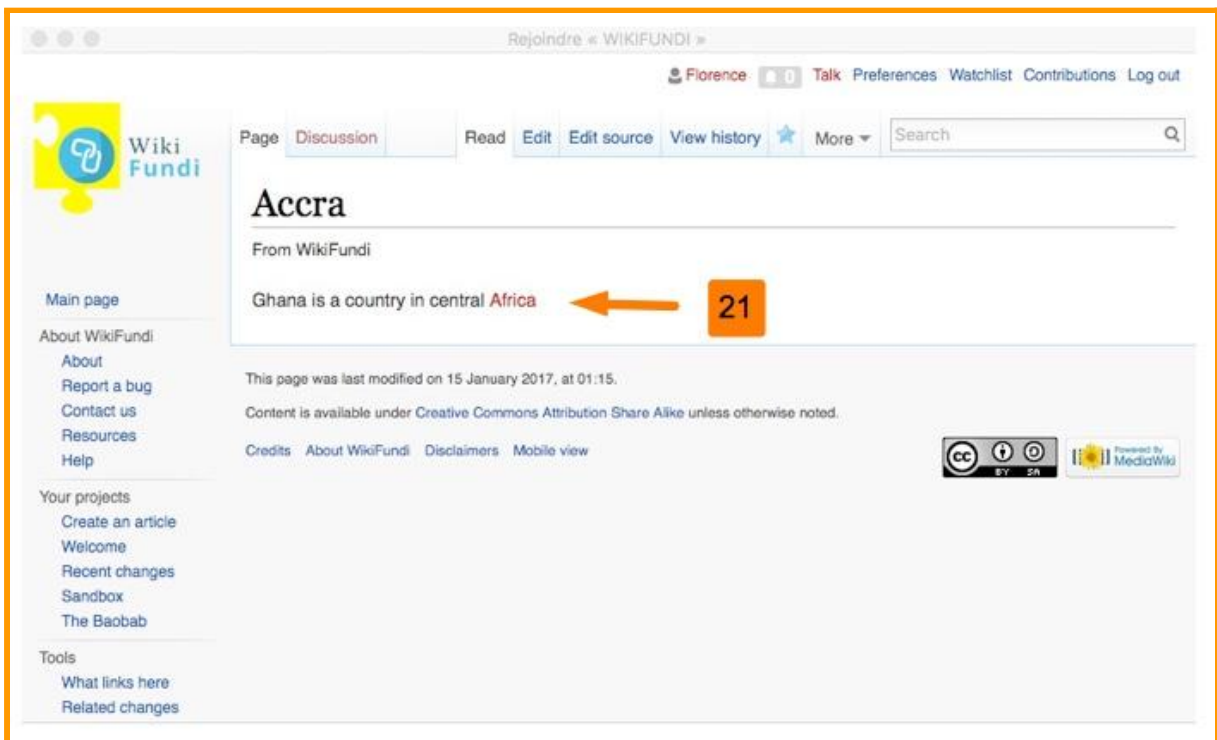 Rejoindre « WIKIFUNDI »
Florence 0 Talk Preferences Watchlist Contributions Log out
Wiki
Fundi
Page Discussion Read Edit Edit source View history More Search
Accra
From WikiFundi
Ghana is a country in central Africa
21
Main page
About WikiFundi
About
Report a bug
Contact us
Resources
Help
Your projects
Create an article
Welcome
Recent changes
Sandbox
The Baobab
Tools
What links here
Related changes
This page was last modified on 15 January 2017, at 01:15.
Content is available under Creative Commons Attribution Share Alike unless otherwise noted.
Credits About WikiFundi Disclaimers Mobile view
cc BY SA
Powered By
MediaWiki